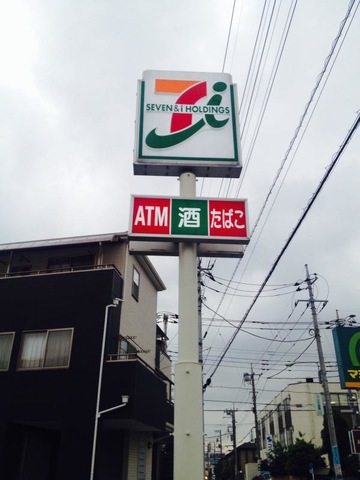 SEVEN & i HOLDINGS
ATM 酒 たばこ